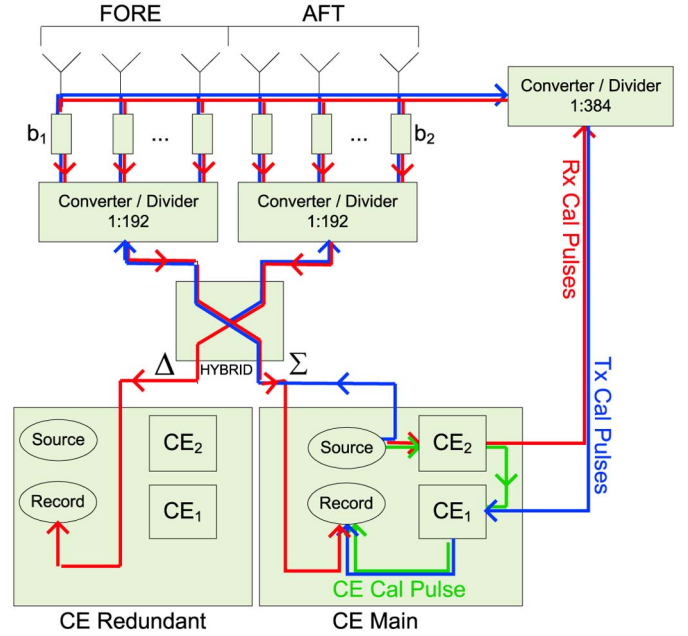 FORE
AFT
Converter / Divider
1:384
b1
...
...
b2
Converter / Divider
1:192
Converter / Divider
1:192
Rx Cal Pulses
Tx Cal Pulses
Δ
HYBRID
Σ
Source
CE2
Record
CE1
Source
CE2
Record
CE1
CE Cal Pulse
CE Redundant
CE Main